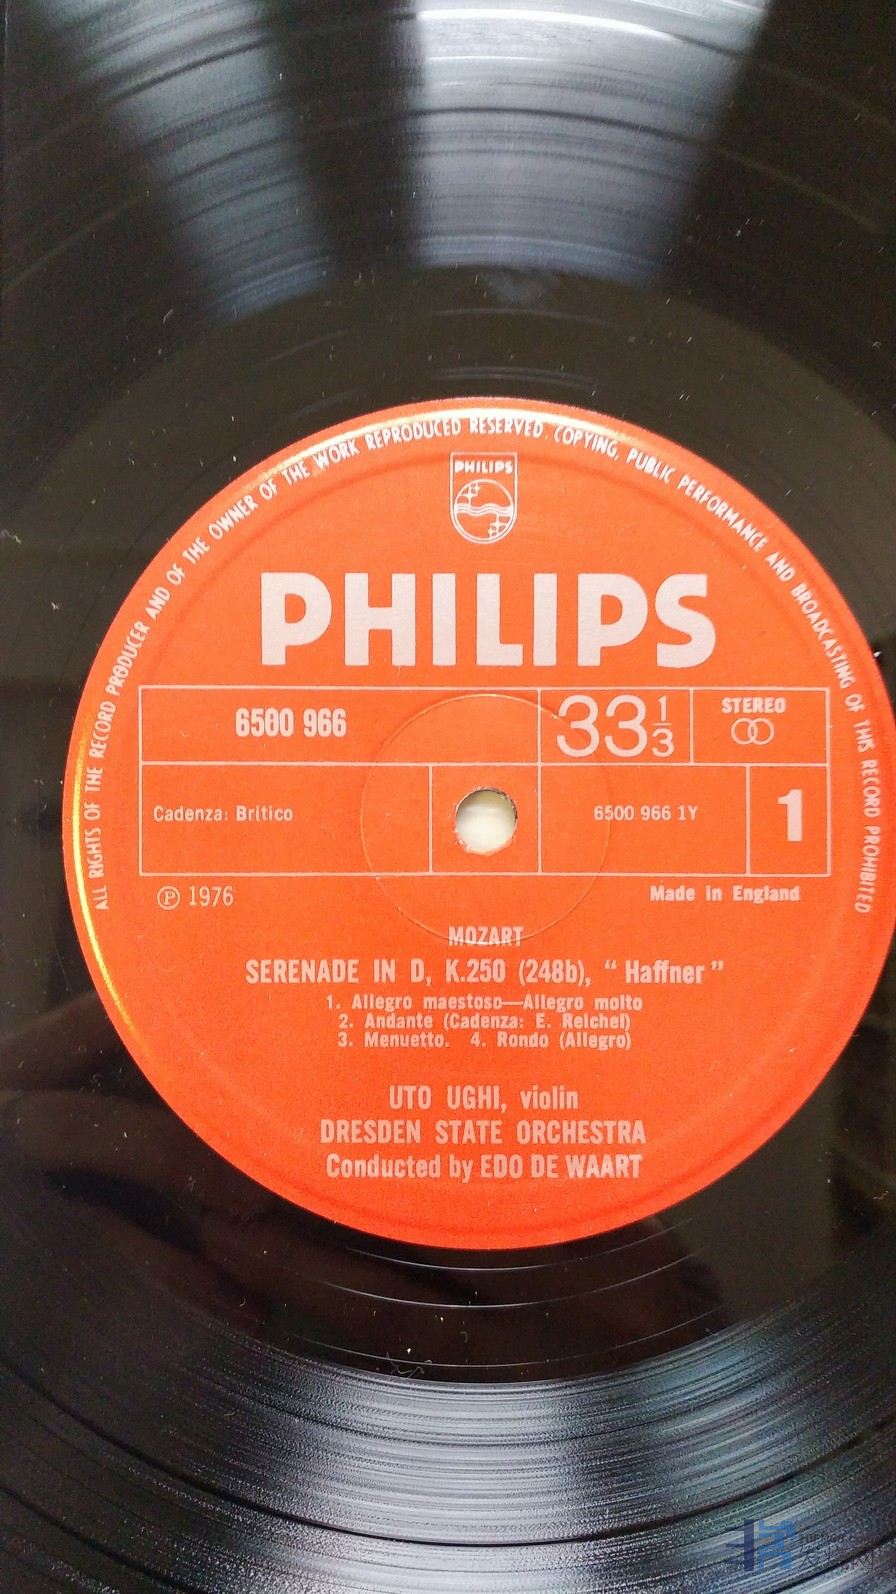 ALL RIGHTS OF THE RECORD PRODUCER AND OF THE OWNER OF THE WORK REPRODUCED RESERVED. COPYING, PUBLIC PERFORMANCE AND BROADCASTING OF THIS RECORD PROHIBITED
PHILIPS
PHILIPS
6500 966
33 1/3
STEREO
Cadenza: Britico
6500 966 1Y
1
Ⓟ 1976
Made in England
MOZART
SERENADE IN D, K.250 (248b), “Haffner”
1. Allegro maestoso—Allegro molto
2. Andante (Cadenza: E. Reichel)
3. Menuetto. 4. Rondo (Allegro)
UTO UGHI, violin
DRESDEN STATE ORCHESTRA
Conducted by EDO DE WAART